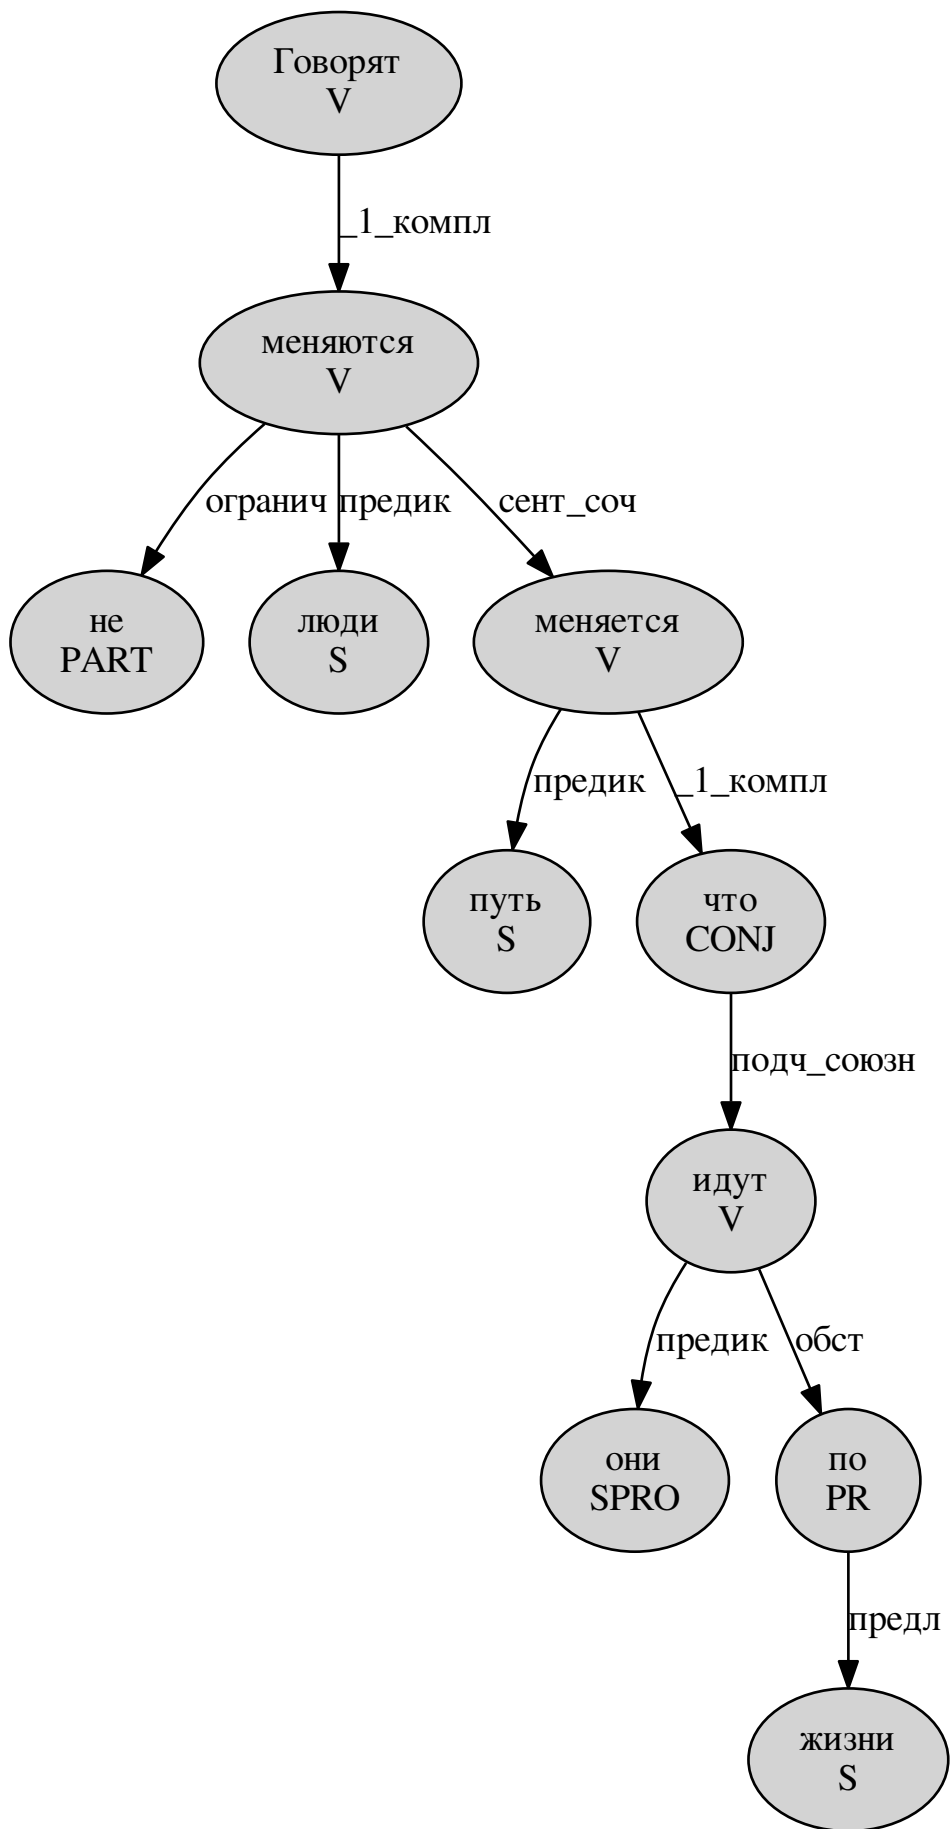 Говорят
V
_1_компл
меняются
V
огранич
предик
сент_соч
не
PART
люди
S
меняется
V
предик
_1_компл
путь
S
что
CONJ
подч_союзн
идут
V
предик
обст
они
SPRO
по
PR
предл
жизни
S